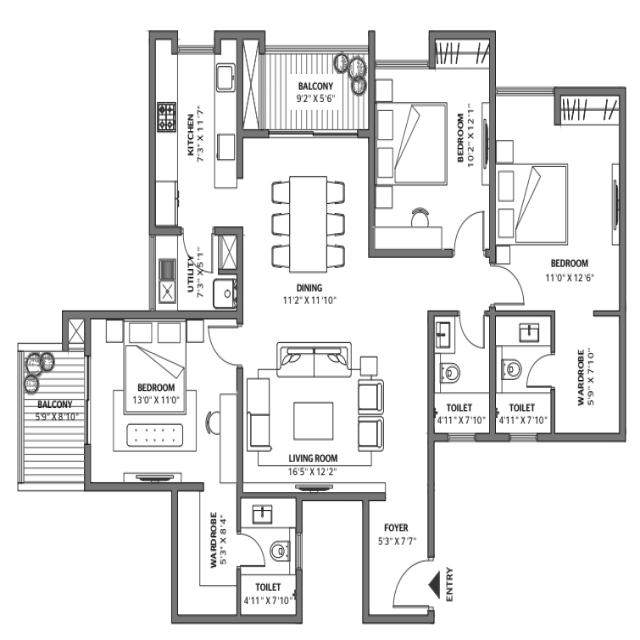 BALCONY
9'2" X 5'6"
KITCHEN
7'3" X 11'7"
BEDROOM
10'2" X 12'1"
BEDROOM
11'0" X 12'6"
UTILITY
7'3" X 5'1"
DINING
11'2" X 11'10"
BALCONY
5'9" X 8'10"
BEDROOM
13'0" X 11'0"
WARDROBE
5'9" X 7'10"
TOILET
4'11" X 7'10"
TOILET
4'11" X 7'10"
LIVING ROOM
16'5" X 12'2"
WARDROBE
5'3" X 8'4"
FOYER
5'3" X 7'7"
TOILET
4'11" X 7'10"
ENTRY